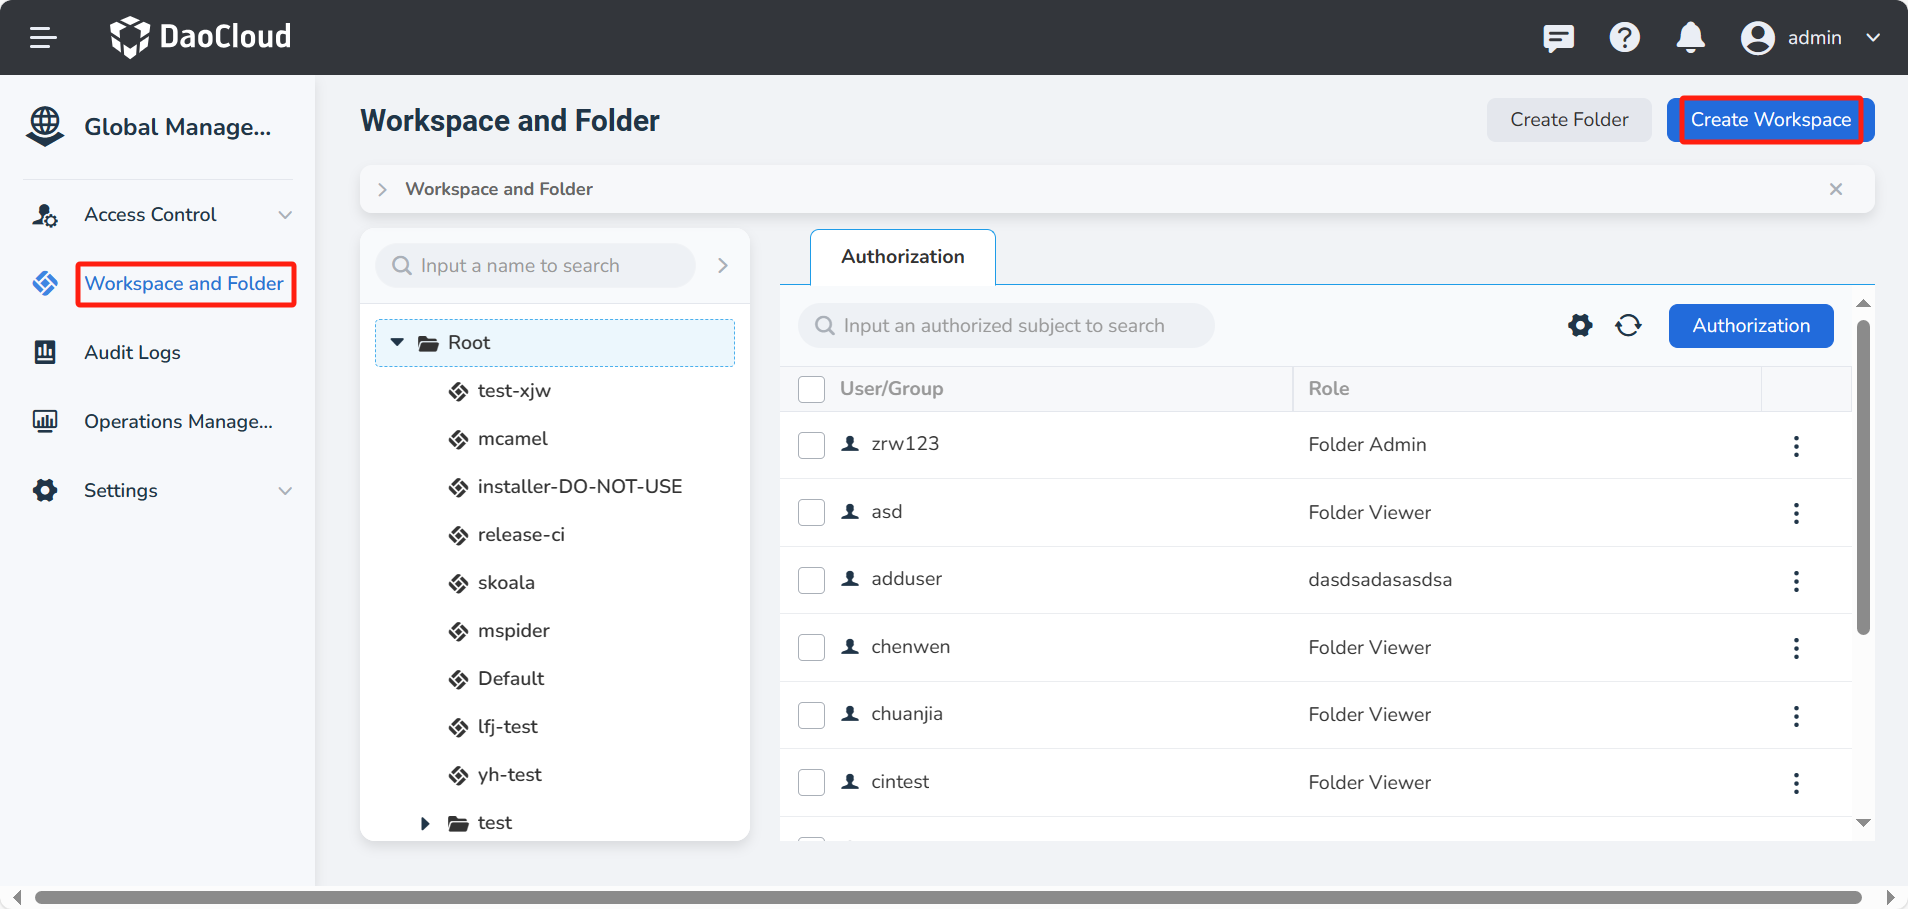 DaoCloud
admin
Global Manage...
Access Control
Workspace and Folder
Audit Logs
Operations Manage...
Settings
Workspace and Folder
Create Folder
Create Workspace
Workspace and Folder
Input a name to search
Root
test-xjw
mcamel
installer-DO-NOT-USE
release-ci
skoala
mspider
Default
lfj-test
yh-test
test
Authorization
Input an authorized subject to search
Authorization
User/Group Role
zrw123 Folder Admin
asd Folder Viewer
adduser dasdsadasasdsa
chenwen Folder Viewer
chuanjia Folder Viewer
cintest Folder Viewer